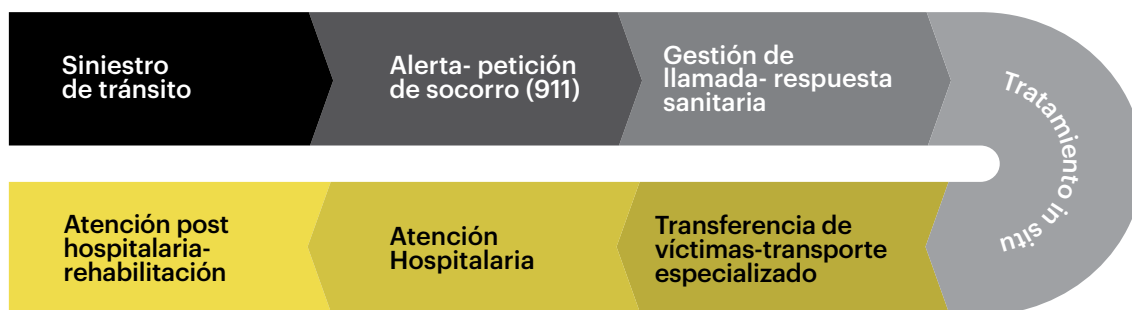 Siniestro
de tránsito
Alerta- petición
de socorro (911)
Gestión de
llamada- respuesta
sanitaria
Tratamiento in situ
Transferencia de
víctimas-transporte
especializado
Atención
Hospitalaria
Atención post
hospitalaria-
rehabilitación